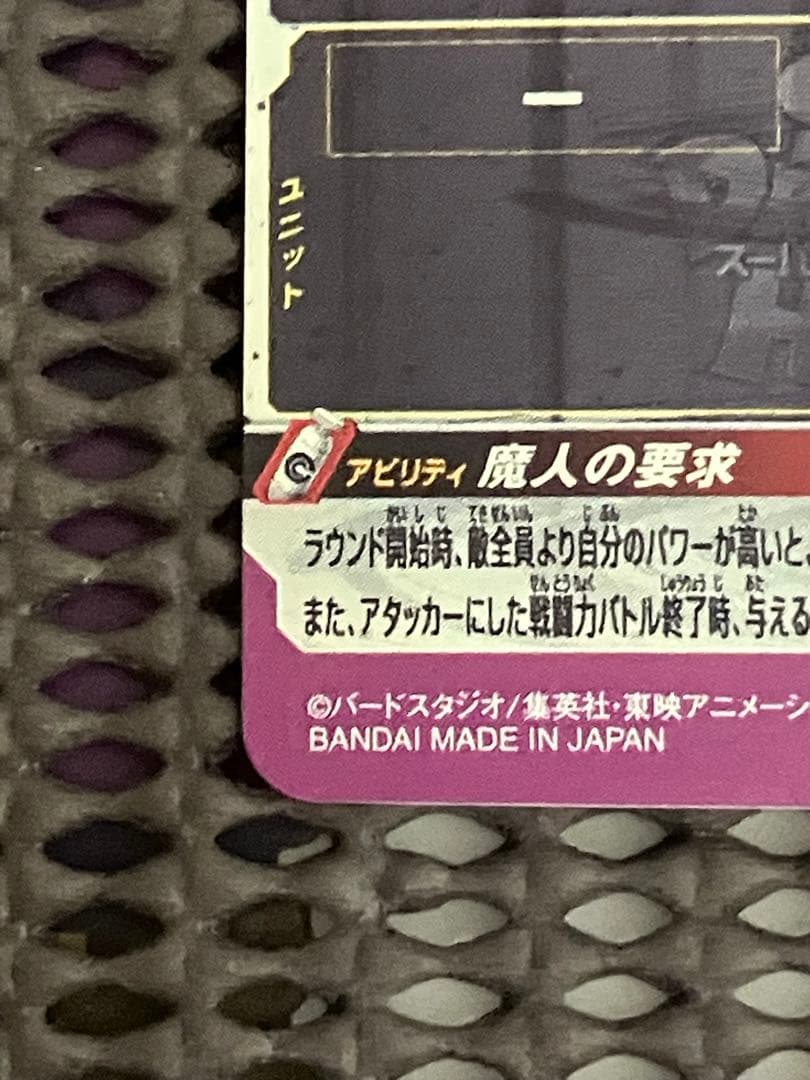 ー
ユニット
スーパ
アビリティ 魔人の要求
ラウンド開始時、敵全員より自分のパワーが高いと、
また、アタッカーにした戦闘力バトル終了時、与える
©バードスタジオ/集英社・東映アニメーシ
BANDAI MADE IN JAPAN